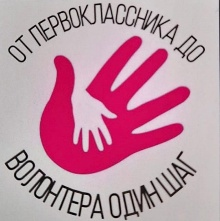 ОТ ПЕРВОКЛАССНИКА ДО
ВОЛОНТЕРА ОДИН ШАГ